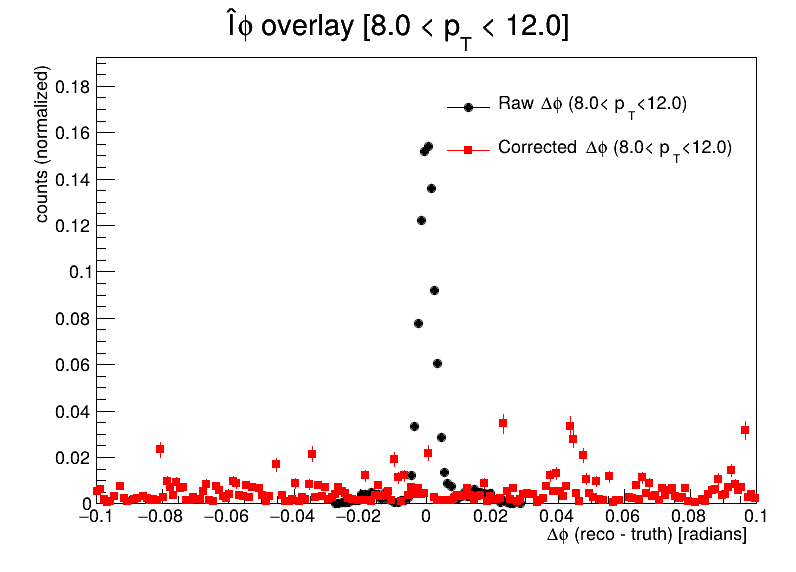 Îφ overlay [8.0 < p_T < 12.0]
counts (normalized)
0.18
0.16
0.14
0.12
0.1
0.08
0.06
0.04
0.02
0
Raw Δφ (8.0< p_T<12.0)
Corrected Δφ (8.0< p_T<12.0)
−0.1 −0.08 −0.06 −0.04 −0.02 0 0.02 0.04 0.06 0.08 0.1
Δφ (reco - truth) [radians]